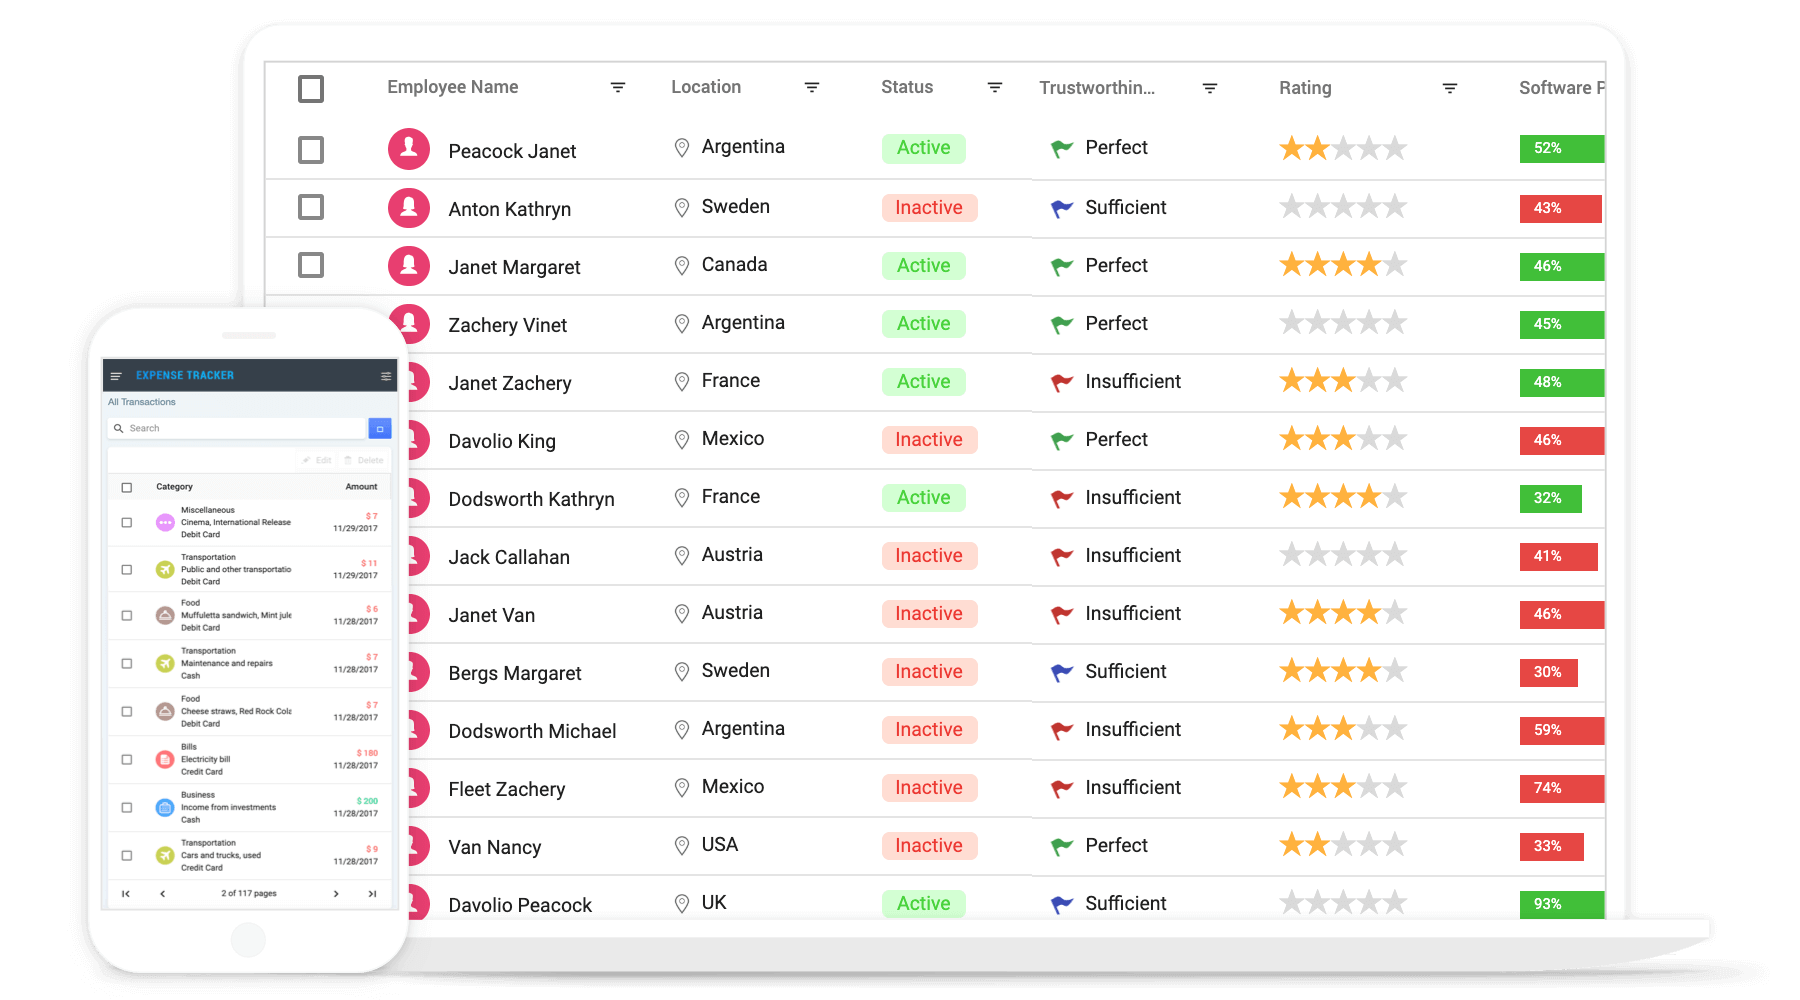 Employee Name Location Status Trustworthin... Rating Software P
Peacock Janet Argentina Active Perfect 52%
Anton Kathryn Sweden Inactive Sufficient 43%
Janet Margaret Canada Active Perfect 46%
Zachery Vinet Argentina Active Perfect 45%
Janet Zachery France Active Insufficient 48%
Davolio King Mexico Inactive Perfect 46%
Dodsworth Kathryn France Active Insufficient 32%
Jack Callahan Austria Inactive Insufficient 41%
Janet Van Austria Inactive Insufficient 46%
Bergs Margaret Sweden Inactive Sufficient 30%
Dodsworth Michael Argentina Inactive Insufficient 59%
Fleet Zachery Mexico Inactive Insufficient 74%
Van Nancy USA Inactive Perfect 33%
Davolio Peacock UK Active Sufficient 93%
EXPENSE TRACKER
All Transactions
Search
Edit Delete
Category Amount
Miscellaneous
$ 7
Cinema, International Release
11/29/2017
Debit Card
Transportation
$ 11
Public and other transportatio
11/29/2017
Debit Card
Food
$ 6
Muffuletta sandwich, Mint jule
11/28/2017
Debit Card
Transportation
$ 7
Maintenance and repairs
11/28/2017
Cash
Food
$ 7
Cheese straws, Red Rock Cola
11/28/2017
Debit Card
Bills
$ 180
Electricity bill
11/28/2017
Credit Card
Business
$ 200
Income from investments
11/28/2017
Cash
Transportation
$ 9
Cars and trucks, used
11/28/2017
Credit Card
2 of 117 pages